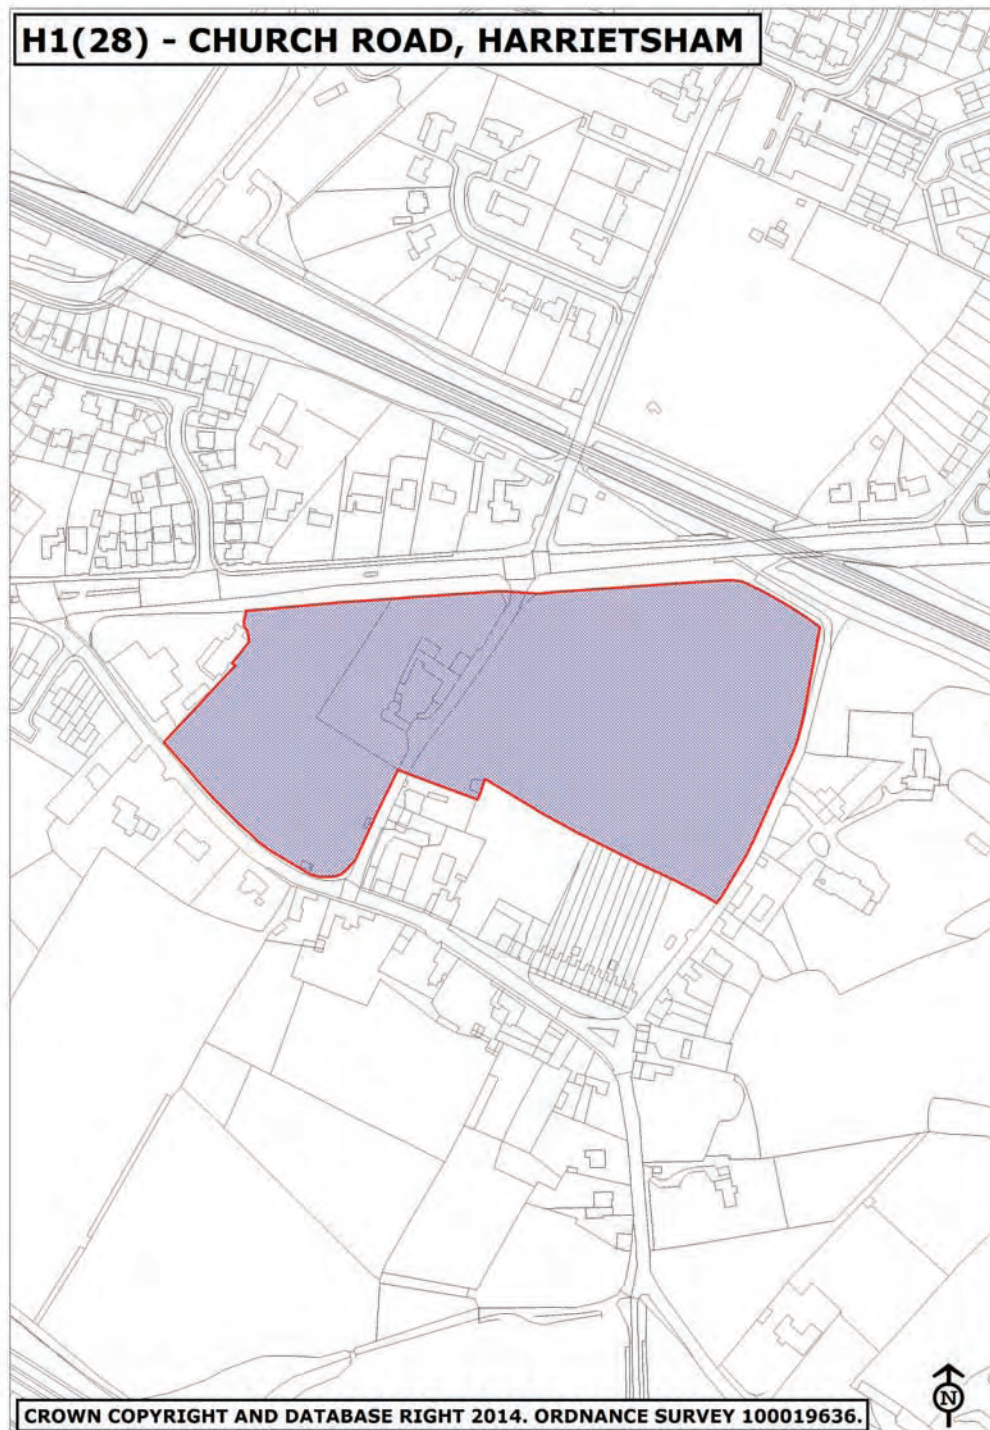 H1(28) - CHURCH ROAD, HARRIETSHAM
N
CROWN COPYRIGHT AND DATABASE RIGHT 2014. ORDNANCE SURVEY 100019636.